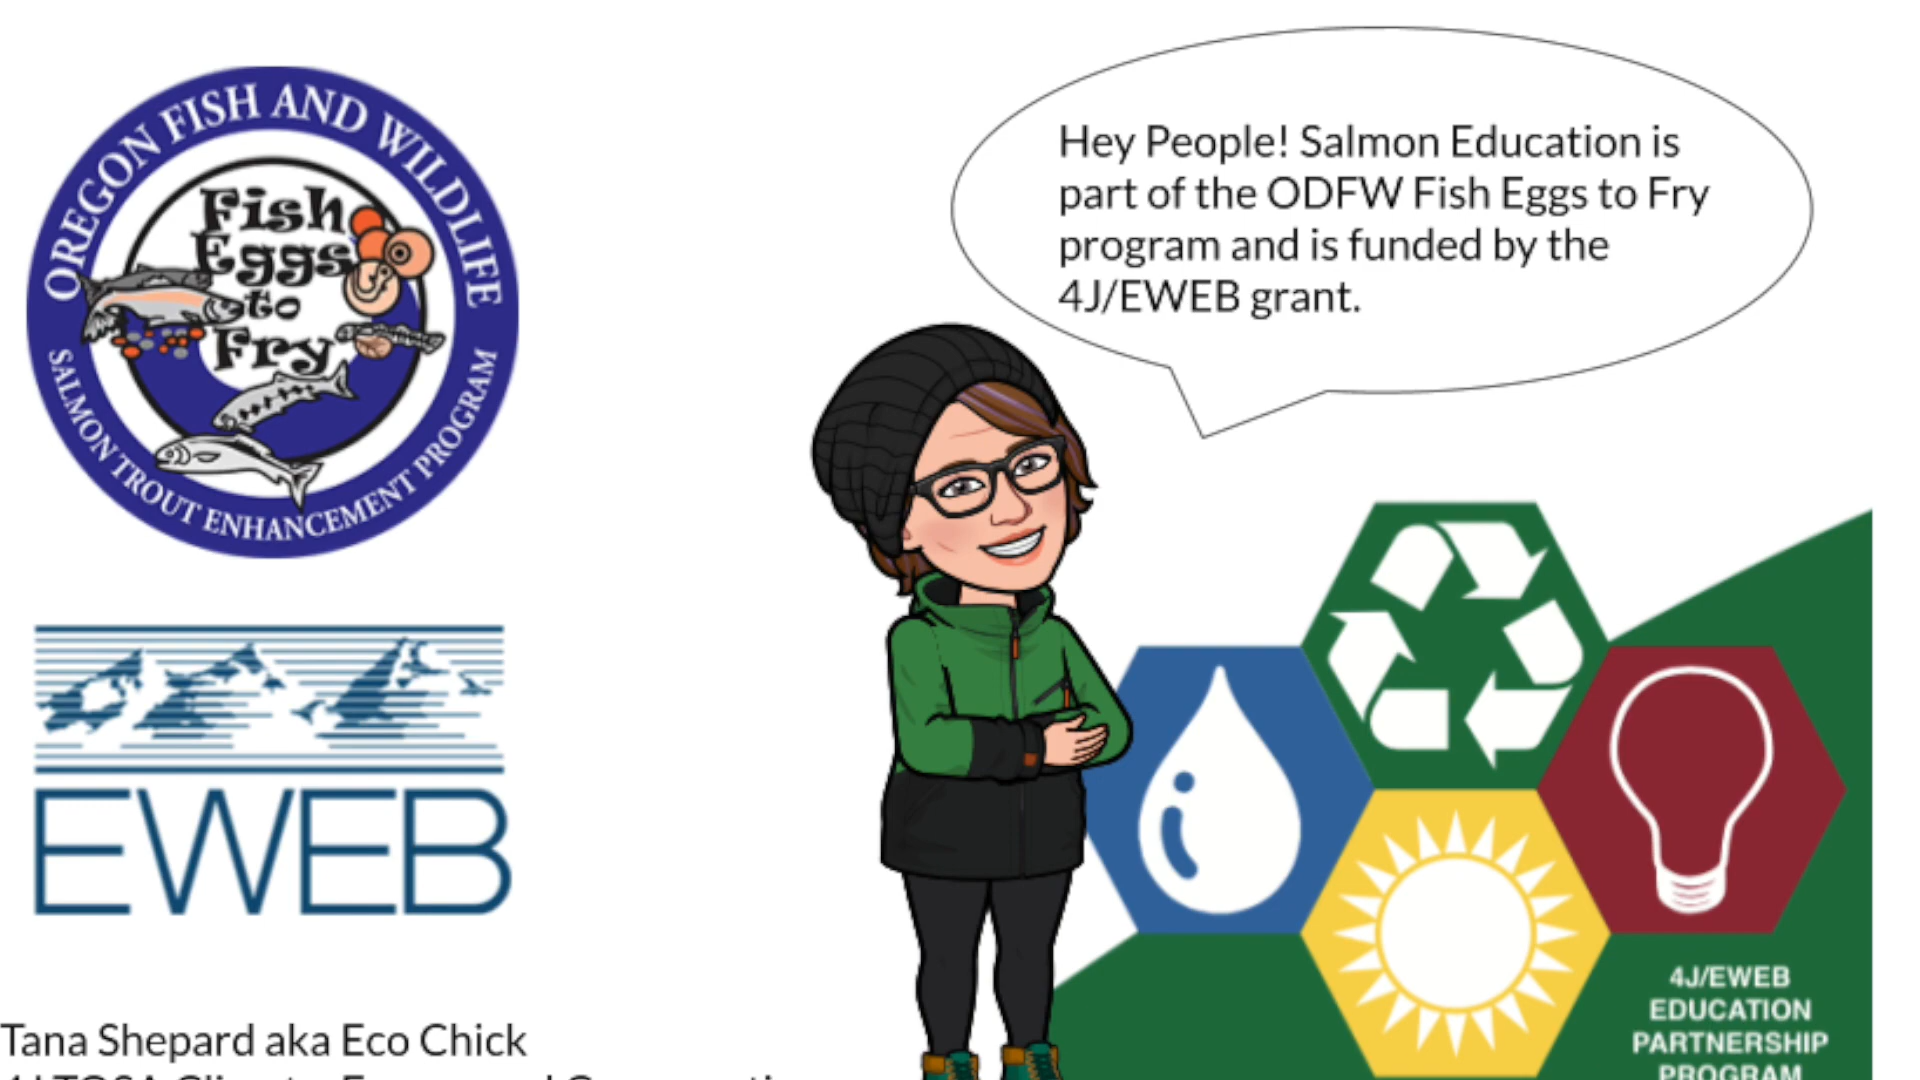 OREGON FISH AND WILDLIFE
Fish
Eggs
to
Fry
SALMON TROUT ENHANCEMENT PROGRAM
Hey People! Salmon Education is
part of the ODFW Fish Eggs to Fry
program and is funded by the
4J/EWEB grant.
EWEB
4J/EWEB
EDUCATION
PARTNERSHIP
PROGRAM
Tana Shepard aka Eco Chick